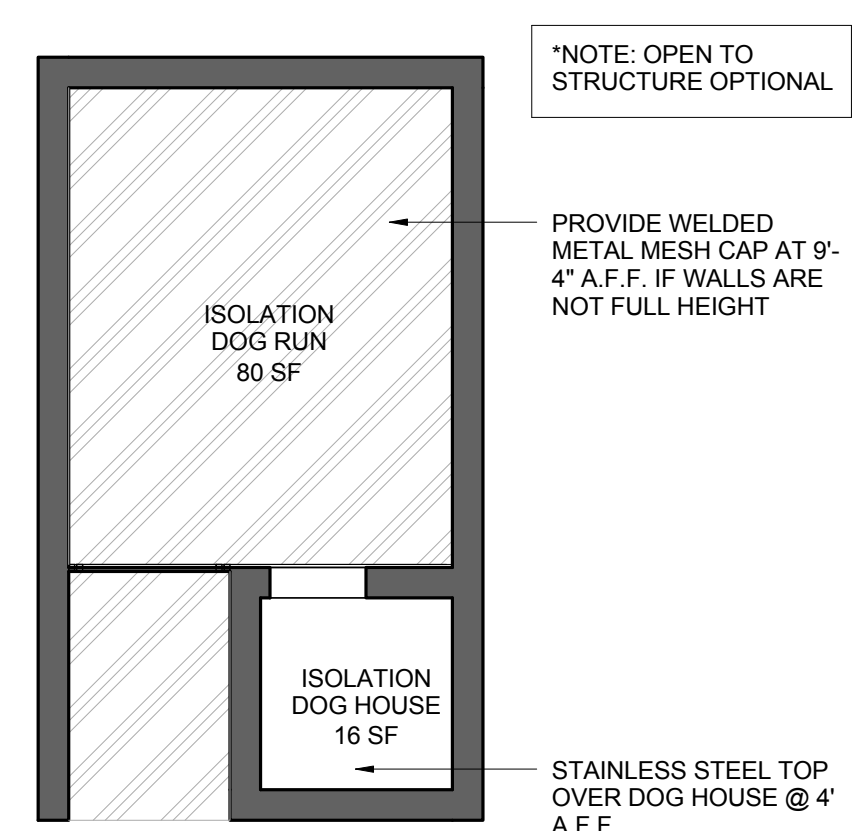 *NOTE: OPEN TO
STRUCTURE OPTIONAL
PROVIDE WELDED
METAL MESH CAP AT 9'-
4" A.F.F. IF WALLS ARE
NOT FULL HEIGHT
ISOLATION
DOG RUN
80 SF
ISOLATION
DOG HOUSE
16 SF
STAINLESS STEEL TOP
OVER DOG HOUSE @ 4'
A.F.F.